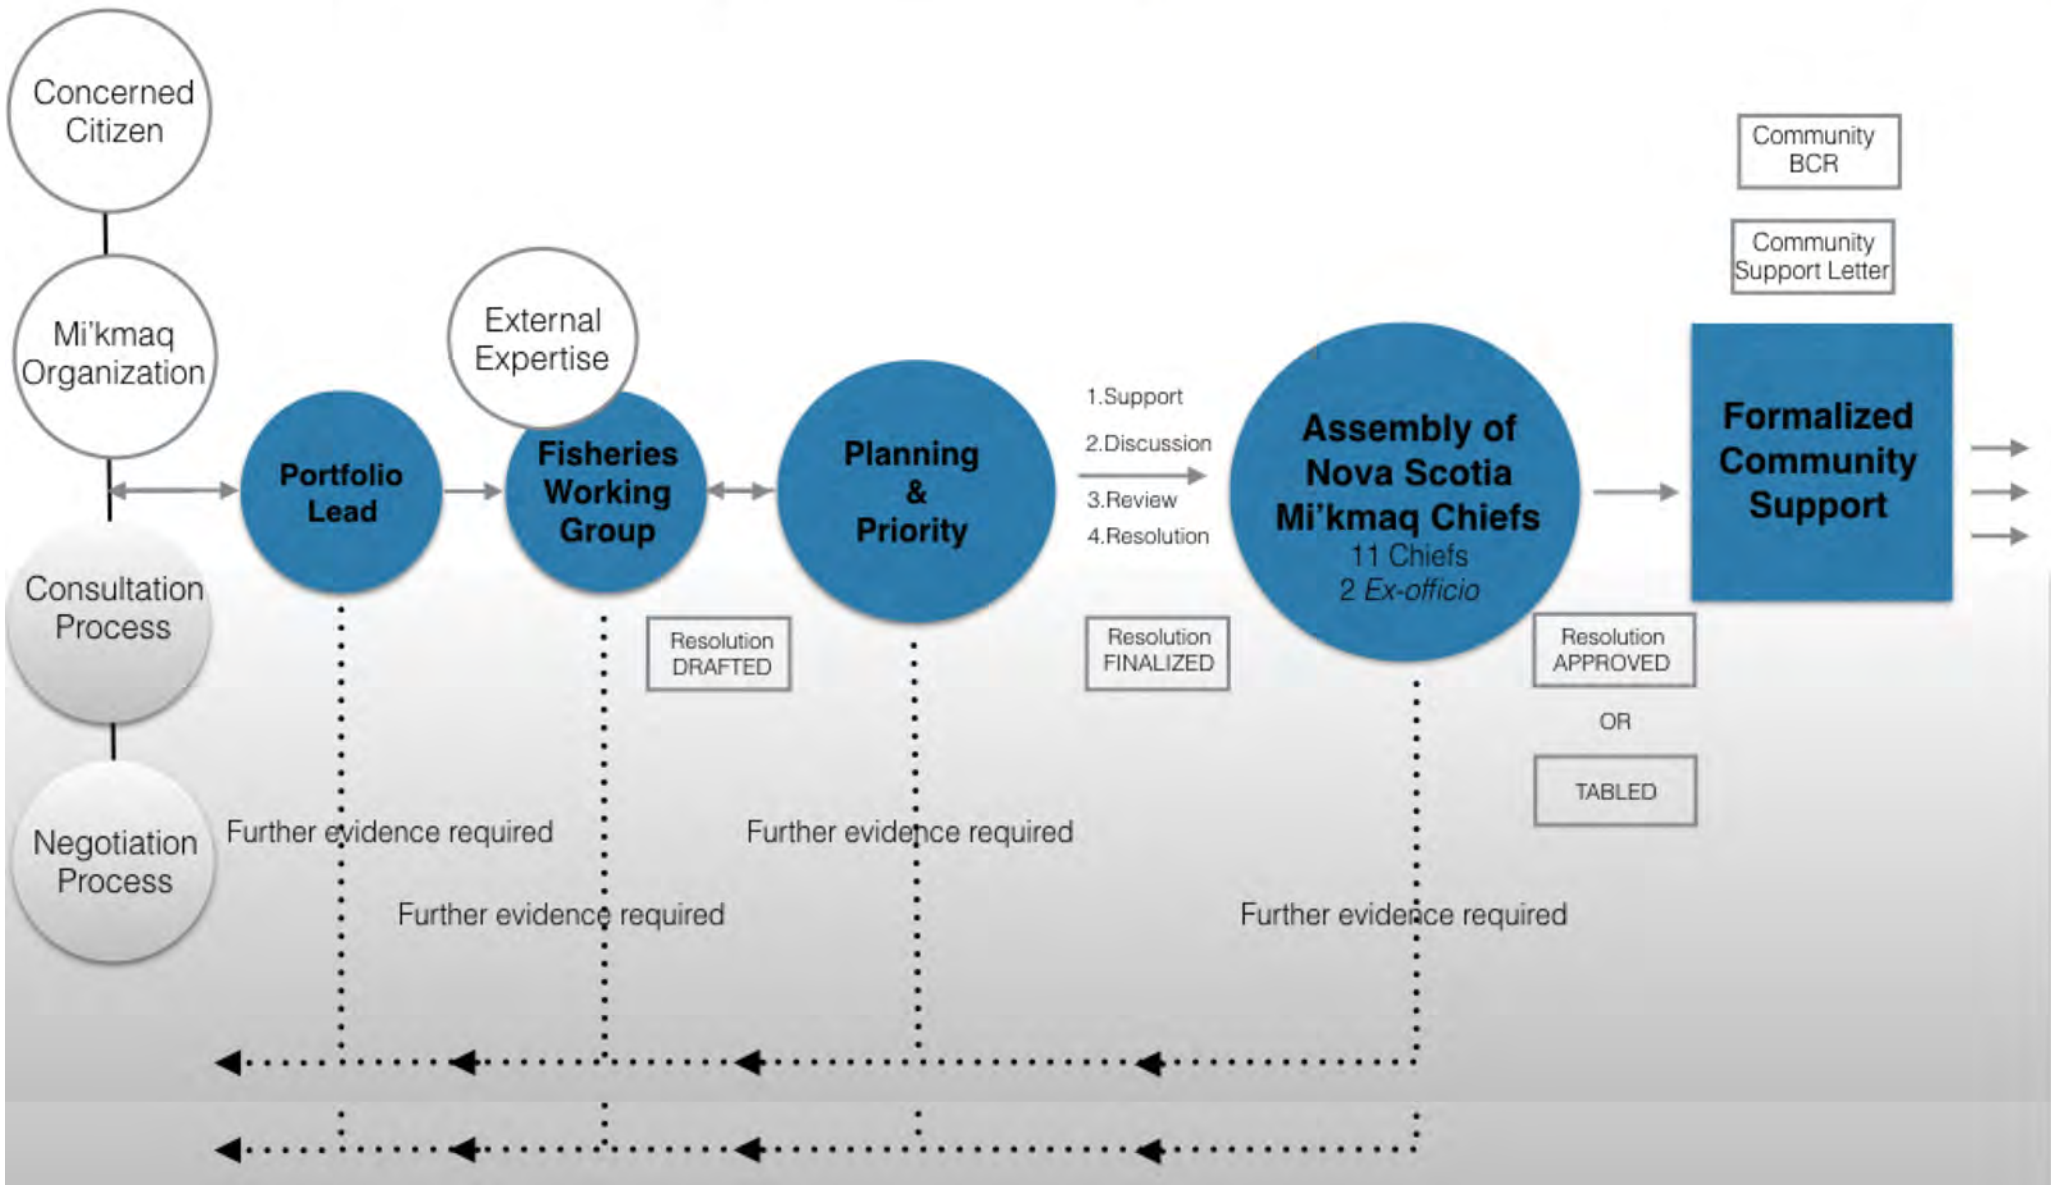 Concerned
Citizen
Mi'kmaq
Organization
Consultation
Process
Negotiation
Process
Portfolio
Lead
External
Expertise
Fisheries
Working
Group
Resolution
DRAFTED
Planning
&
Priority
1.Support
2.Discussion
3.Review
4.Resolution
Resolution
FINALIZED
Assembly of
Nova Scotia
Mi'kmaq Chiefs
11 Chiefs
2 Ex-officio
Resolution
APPROVED
OR
TABLED
Community
BCR
Community
Support Letter
Formalized
Community
Support
Further evidence required
Further evidence required
Further evidence required
Further evidence required